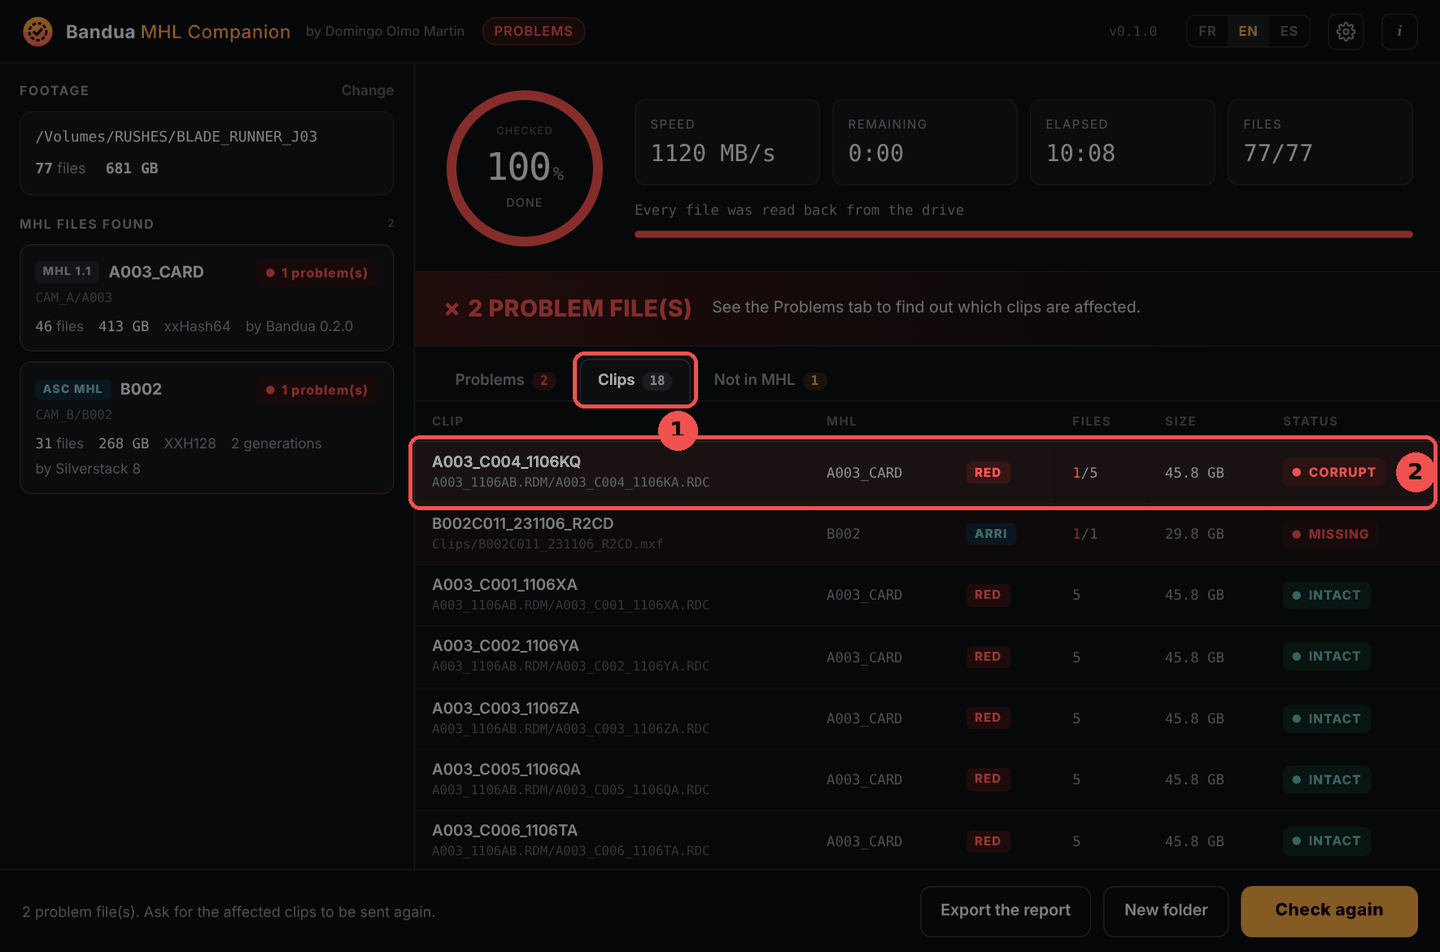 Bandua MHL Companion by Domingo Olmo Martin PROBLEMS
v0.1.0 FR EN ES i
FOOTAGE Change
/Volumes/RUSHES/BLADE_RUNNER_J03
77 files 681 GB
MHL FILES FOUND 2
MHL 1.1 A003_CARD 1 problem(s)
CAM_A/A003
46 files 413 GB xxHash64 by Bandua 0.2.0
ASC MHL B002 1 problem(s)
CAM_B/B002
31 files 268 GB XXH128 2 generations
by Silverstack 8
CHECKED
100%
DONE
SPEED
1120 MB/s
REMAINING
0:00
ELAPSED
10:08
FILES
77/77
Every file was read back from the drive
× 2 PROBLEM FILE(S) See the Problems tab to find out which clips are affected.
Problems 2 Clips 18 Not in MHL 1
1
CLIP MHL FILES SIZE STATUS
A003_C004_1106KQ
A003_1106AB.RDM/A003_C004_1106KA.RDC
A003_CARD RED 1/5 45.8 GB CORRUPT 2
B002C011_231106_R2CD
Clips/B002C011_231106_R2CD.mxf
B002 ARRI 1/1 29.8 GB MISSING
A003_C001_1106XA
A003_1106AB.RDM/A003_C001_1106XA.RDC
A003_CARD RED 5 45.8 GB INTACT
A003_C002_1106YA
A003_1106AB.RDM/A003_C002_1106YA.RDC
A003_CARD RED 5 45.8 GB INTACT
A003_C003_1106ZA
A003_1106AB.RDM/A003_C003_1106ZA.RDC
A003_CARD RED 5 45.8 GB INTACT
A003_C005_1106QA
A003_1106AB.RDM/A003_C005_1106QA.RDC
A003_CARD RED 5 45.8 GB INTACT
A003_C006_1106TA
A003_1106AB.RDM/A003_C006_1106TA.RDC
A003_CARD RED 5 45.8 GB INTACT
2 problem file(s). Ask for the affected clips to be sent again.
Export the report New folder Check again